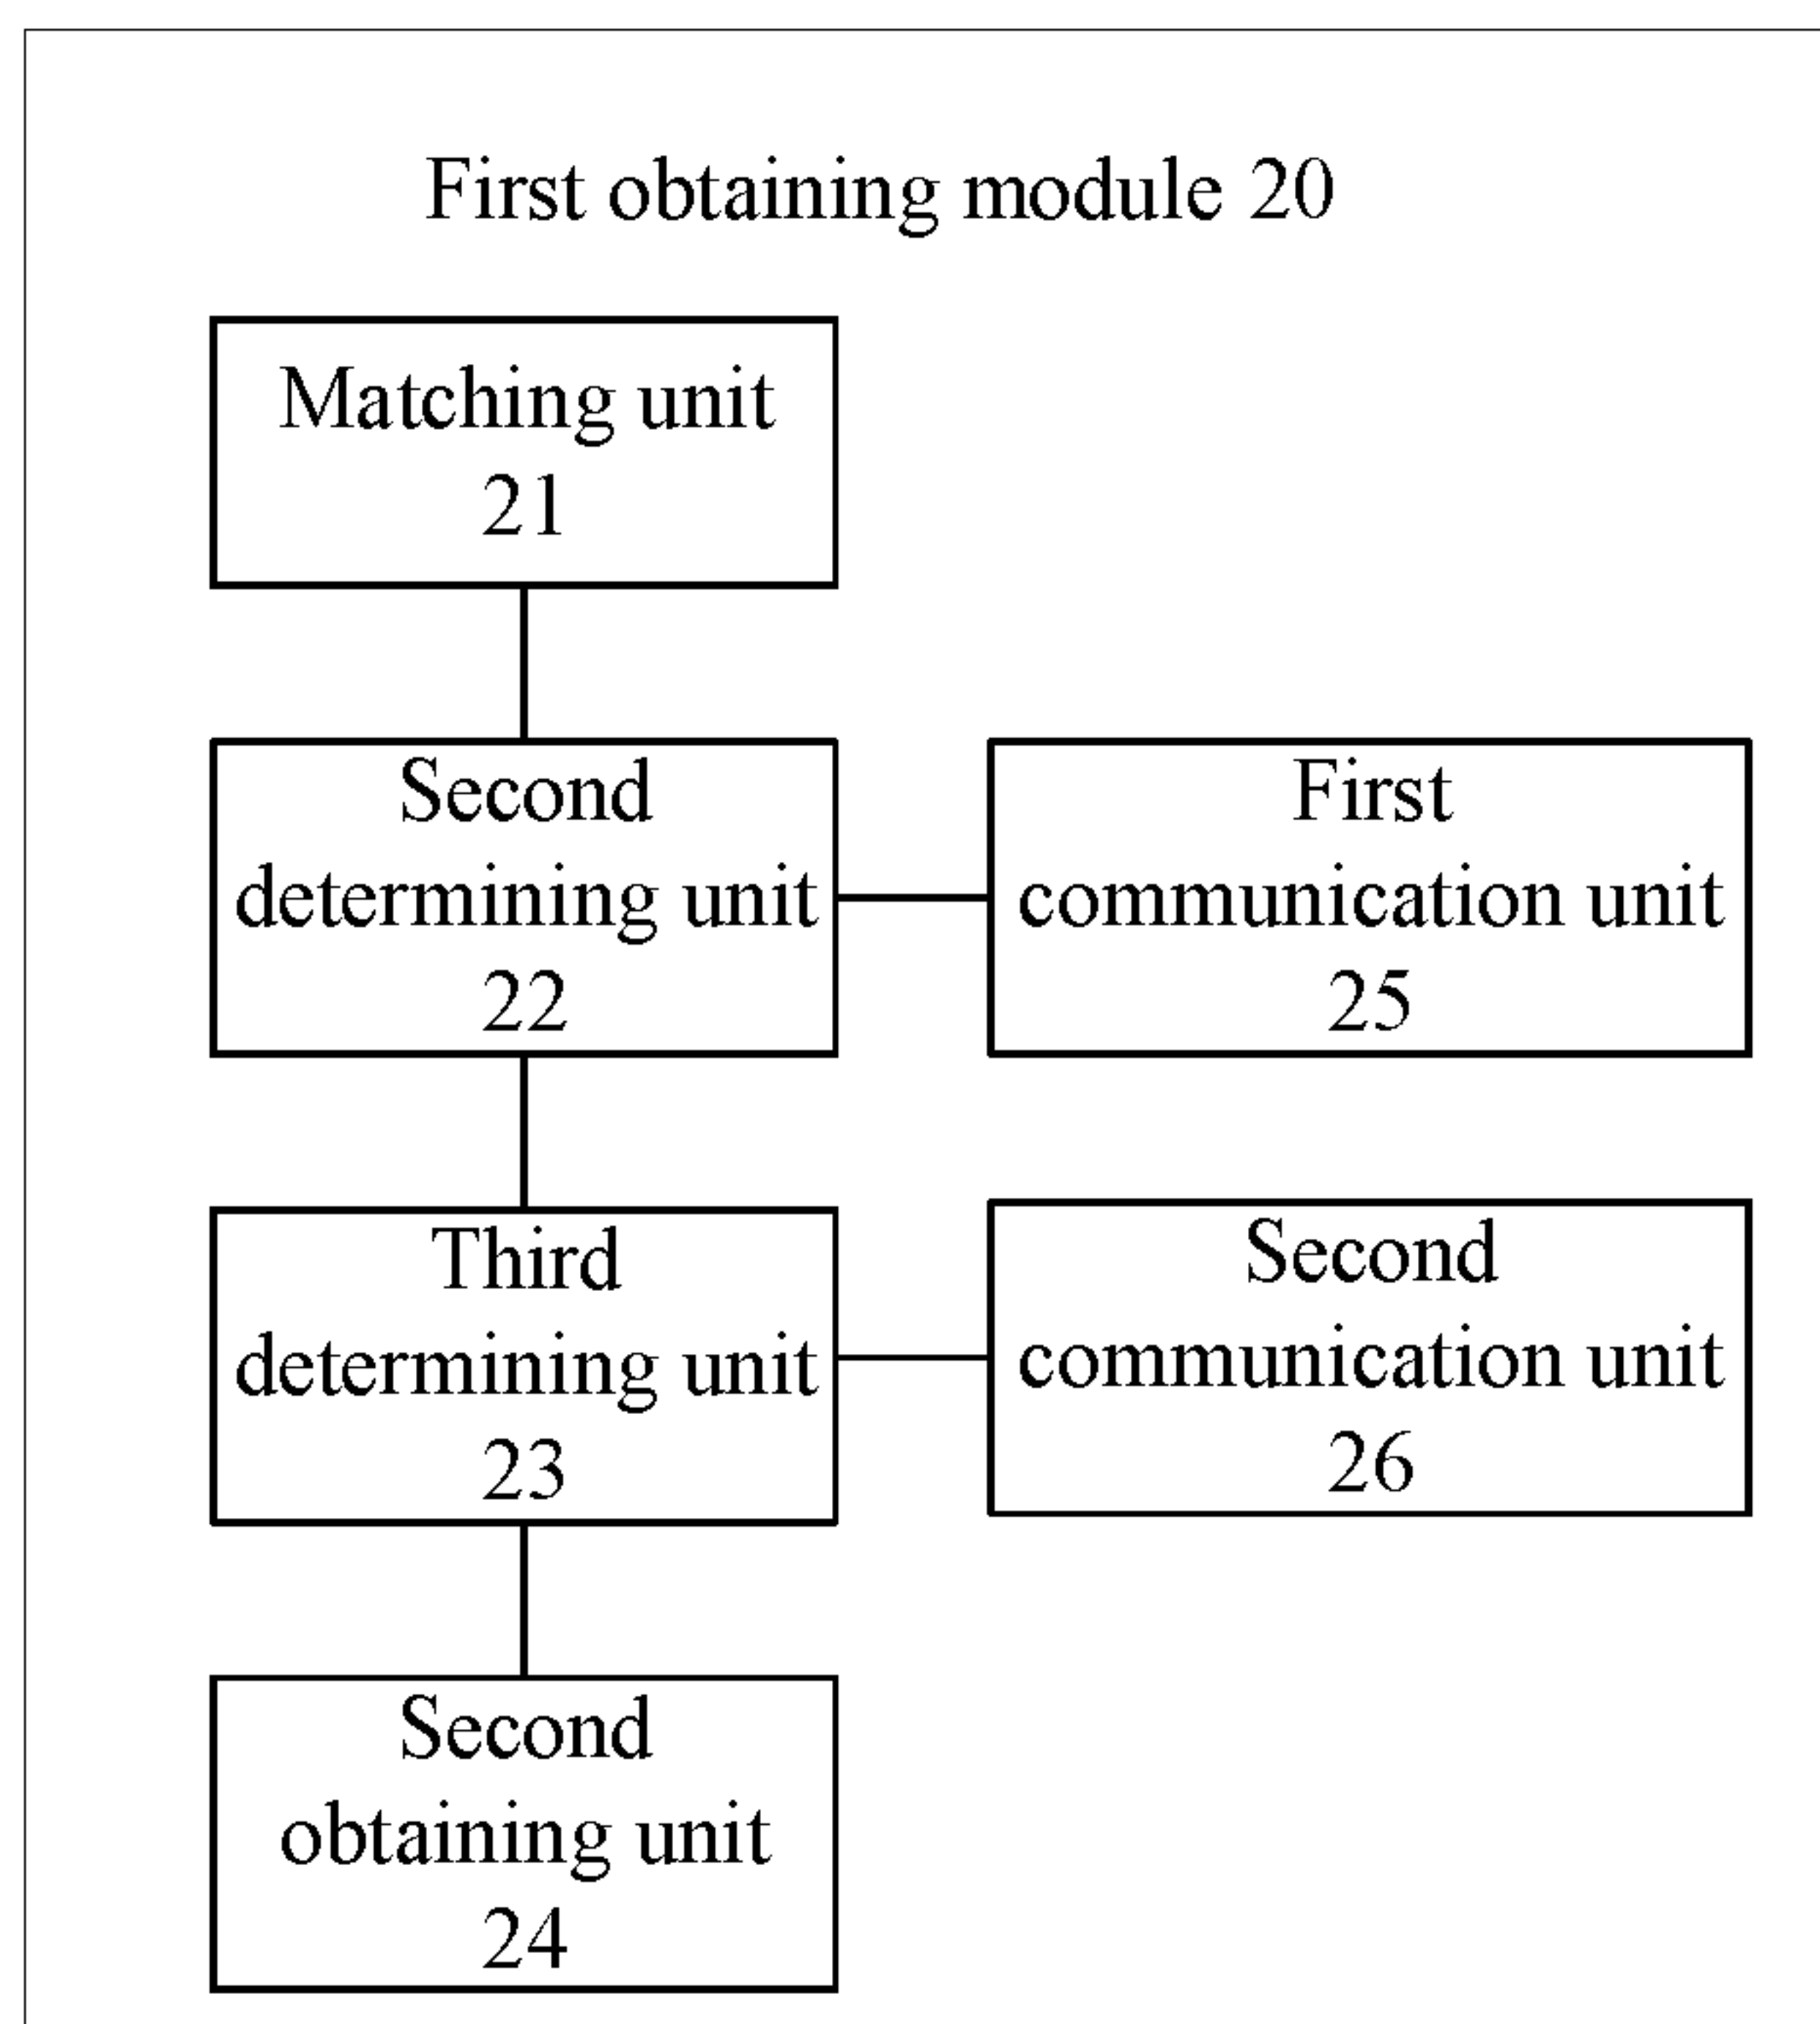 First obtaining module 20
Matching unit
21
Second
determining unit
22
First
communication unit
25
Third
determining unit
23
Second
communication unit
26
Second
obtaining unit
24